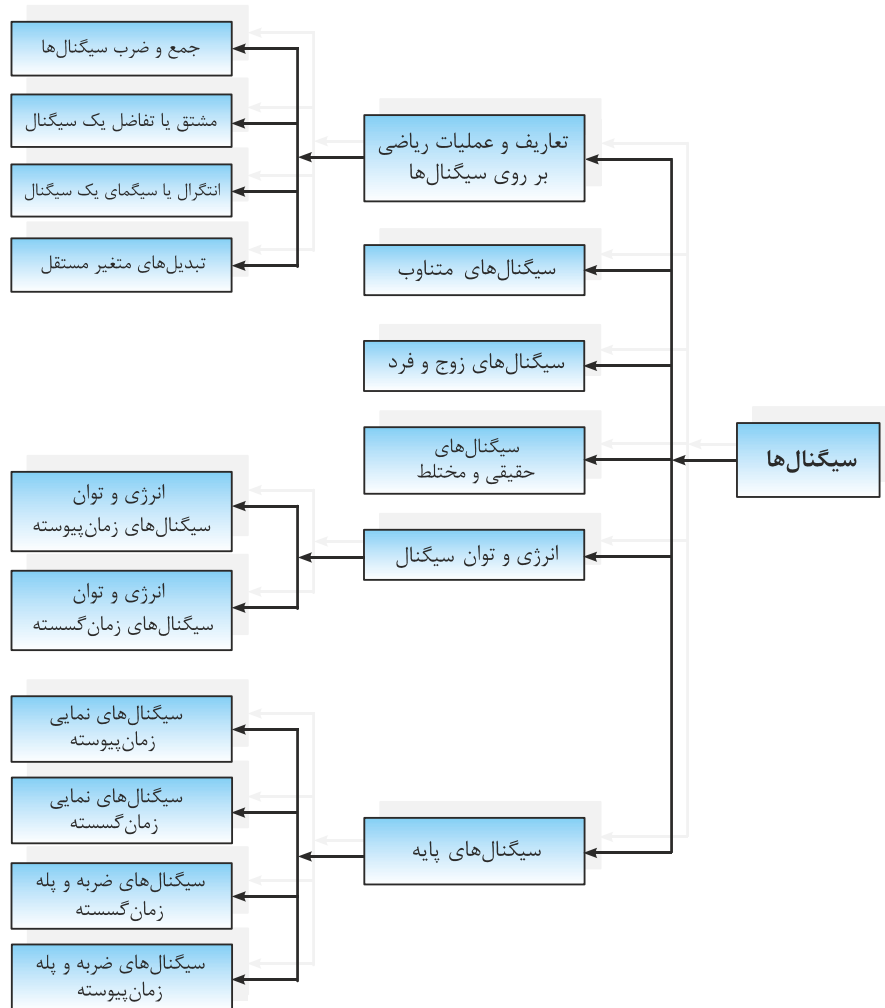 سیگنال‌ها
تعاریف و عملیات ریاضی
بر روی سیگنال‌ها
جمع و ضرب سیگنال‌ها
مشتق یا تفاضل یک سیگنال
انتگرال یا سیگمای یک سیگنال
تبدیل‌های متغیر مستقل
سیگنال‌های متناوب
سیگنال‌های زوج و فرد
سیگنال‌های
حقیقی و مختلط
انرژی و توان سیگنال
انرژی و توان
سیگنال‌های زمان‌پیوسته
انرژی و توان
سیگنال‌های زمان‌گسسته
سیگنال‌های پایه
سیگنال‌های نمایی
زمان‌پیوسته
سیگنال‌های نمایی
زمان‌گسسته
سیگنال‌های ضربه و پله
زمان‌گسسته
سیگنال‌های ضربه و پله
زمان‌پیوسته